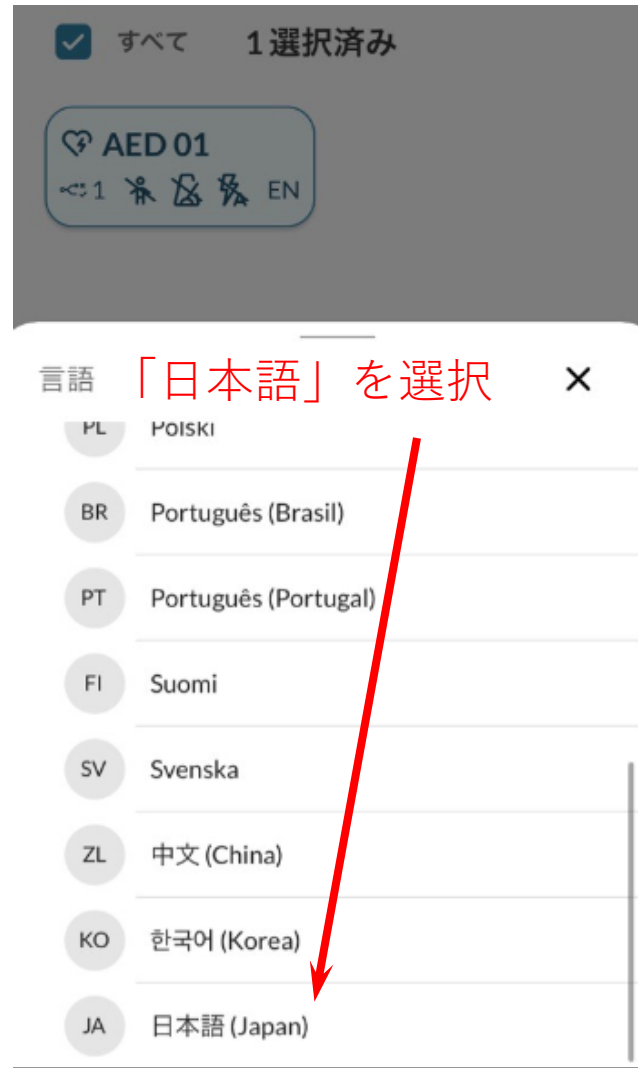 すべて 1選択済み
AED 01
1 EN
言語 「日本語」を選択
PL Polski
BR Português (Brasil)
PT Português (Portugal)
FI Suomi
SV Svenska
ZL 中文 (China)
KO 한국어 (Korea)
JA 日本語 (Japan)